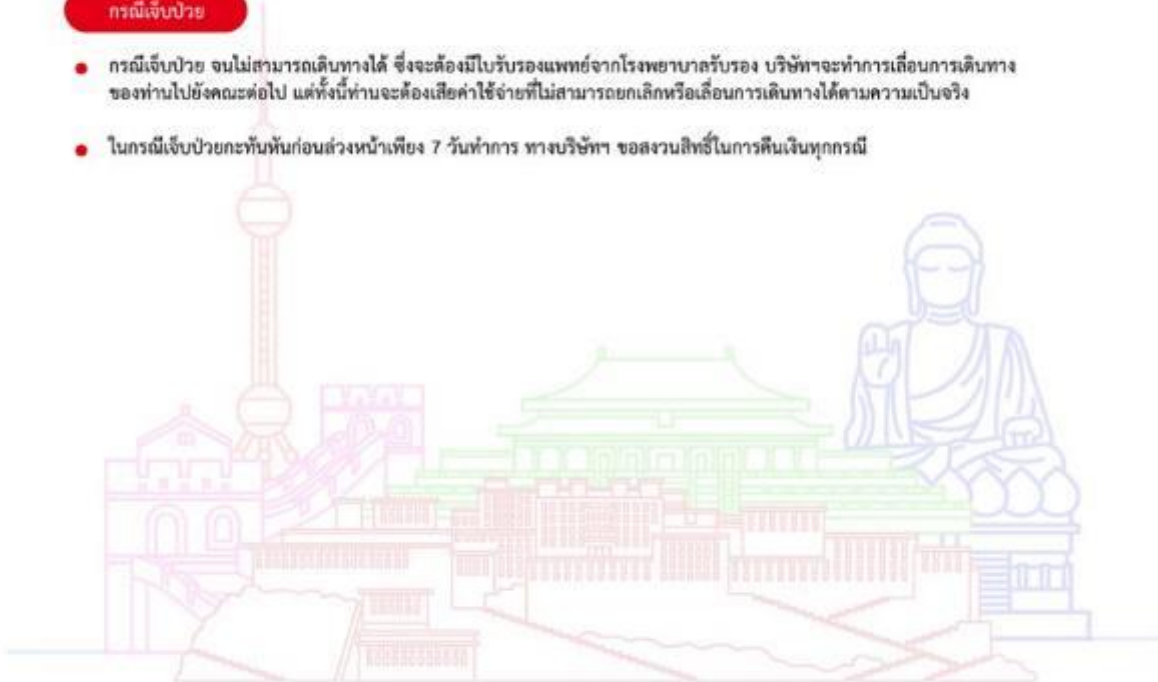 กรณีเจ็บป่วย
กรณีเจ็บป่วย จนไม่สามารถเดินทางได้ ซึ่งจะต้องมีใบรับรองแพทย์จากโรงพยาบาลรับรอง บริษัทฯจะทำการเลื่อนการเดินทาง
ของท่านไปยังคณะต่อไป แต่ทั้งนี้ท่านจะต้องเสียค่าใช้จ่ายที่ไม่สามารถยกเลิกหรือเลื่อนการเดินทางได้ตามความเป็นจริง
ในกรณีเจ็บป่วยกะทันหันก่อนล่วงหน้าเพียง 7 วันทำการ ทางบริษัทฯ ขอสงวนสิทธิ์ในการคืนเงินทุกกรณี